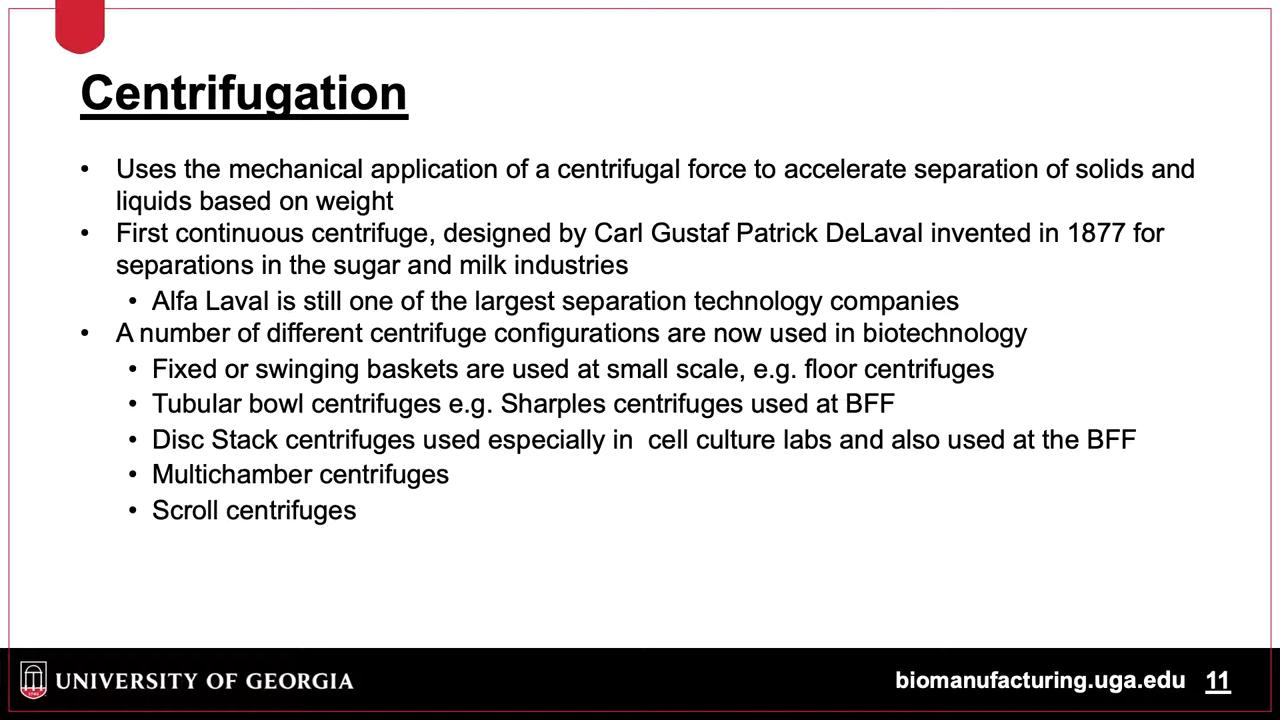 Centrifugation
• Uses the mechanical application of a centrifugal force to accelerate separation of solids and
liquids based on weight
• First continuous centrifuge, designed by Carl Gustaf Patrick DeLaval invented in 1877 for
separations in the sugar and milk industries
• Alfa Laval is still one of the largest separation technology companies
• A number of different centrifuge configurations are now used in biotechnology
• Fixed or swinging baskets are used at small scale, e.g. floor centrifuges
• Tubular bowl centrifuges e.g. Sharples centrifuges used at BFF
• Disc Stack centrifuges used especially in  cell culture labs and also used at the BFF
• Multichamber centrifuges
• Scroll centrifuges
UNIVERSITY OF GEORGIA
biomanufacturing.uga.edu 11